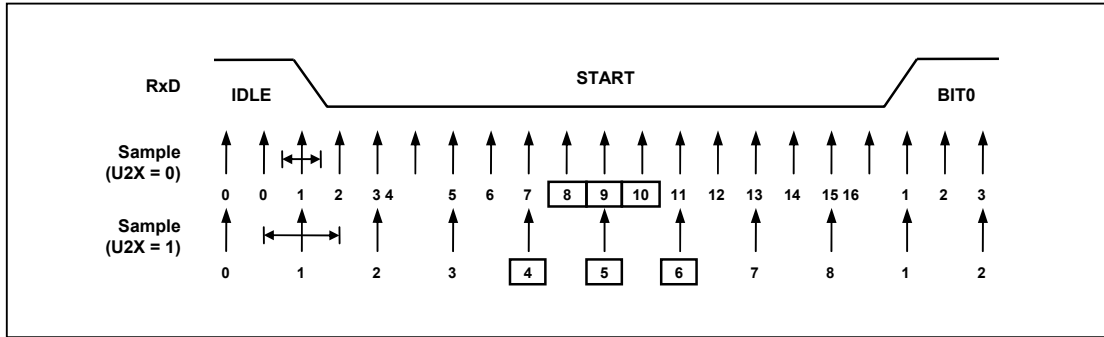 RxD
IDLE
START
BIT0
Sample
(U2X = 0)
0 0 1 2 3 4 5 6 7 8 9 10 11 12 13 14 15 16 1 2 3
Sample
(U2X = 1)
0 1 2 3 4 5 6 7 8 1 2